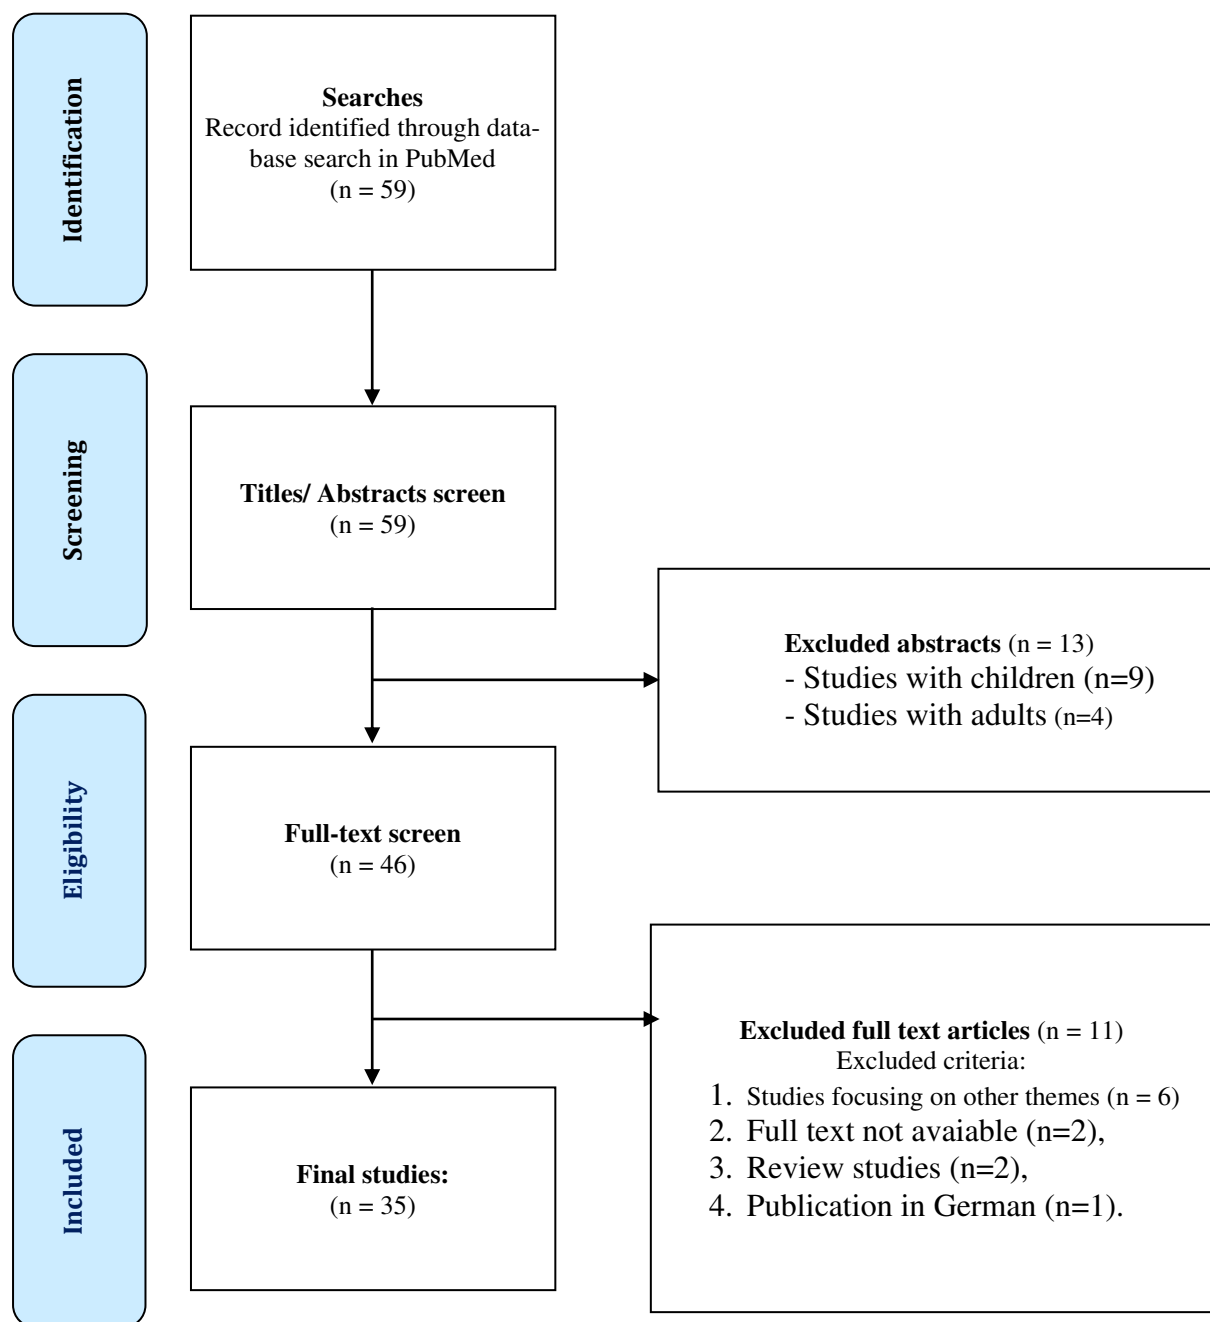 Identification
Searches
Record identified through data-
base search in PubMed
(n = 59)
Screening
Titles/ Abstracts screen
(n = 59)
Excluded abstracts (n = 13)
- Studies with children (n=9)
- Studies with adults (n=4)
Eligibility
Full-text screen
(n = 46)
Excluded full text articles (n = 11)
Excluded criteria:
1. Studies focusing on other themes (n = 6)
2. Full text not avaiable (n=2),
3. Review studies (n=2),
4. Publication in German (n=1).
Included
Final studies:
(n = 35)